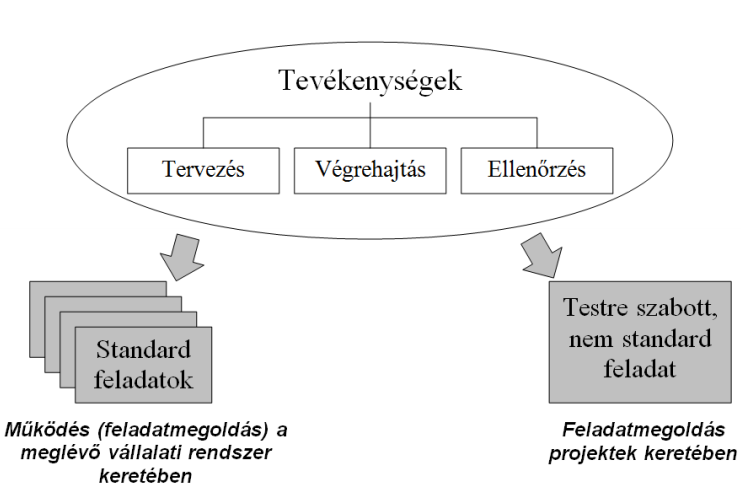 Tevékenységek
Tervezés
Végrehajtás
Ellenőrzés
Standard
feladatok
Testre szabott,
nem standard
feladat
Működés (feladatmegoldás) a
meglévő vállalati rendszer
keretében
Feladatmegoldás
projektek keretében